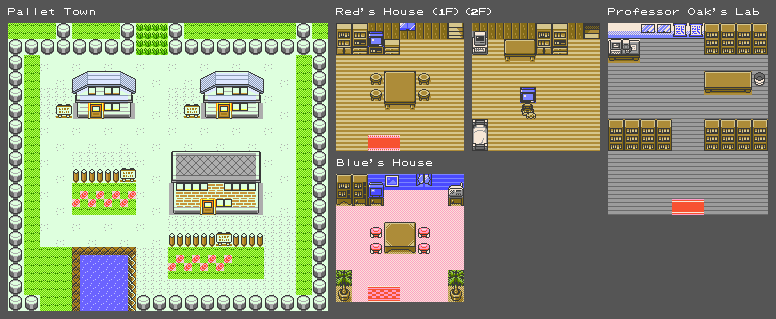 Pallet Town
Red's House (1F) (2F)
Professor Oak's Lab
Blue's House